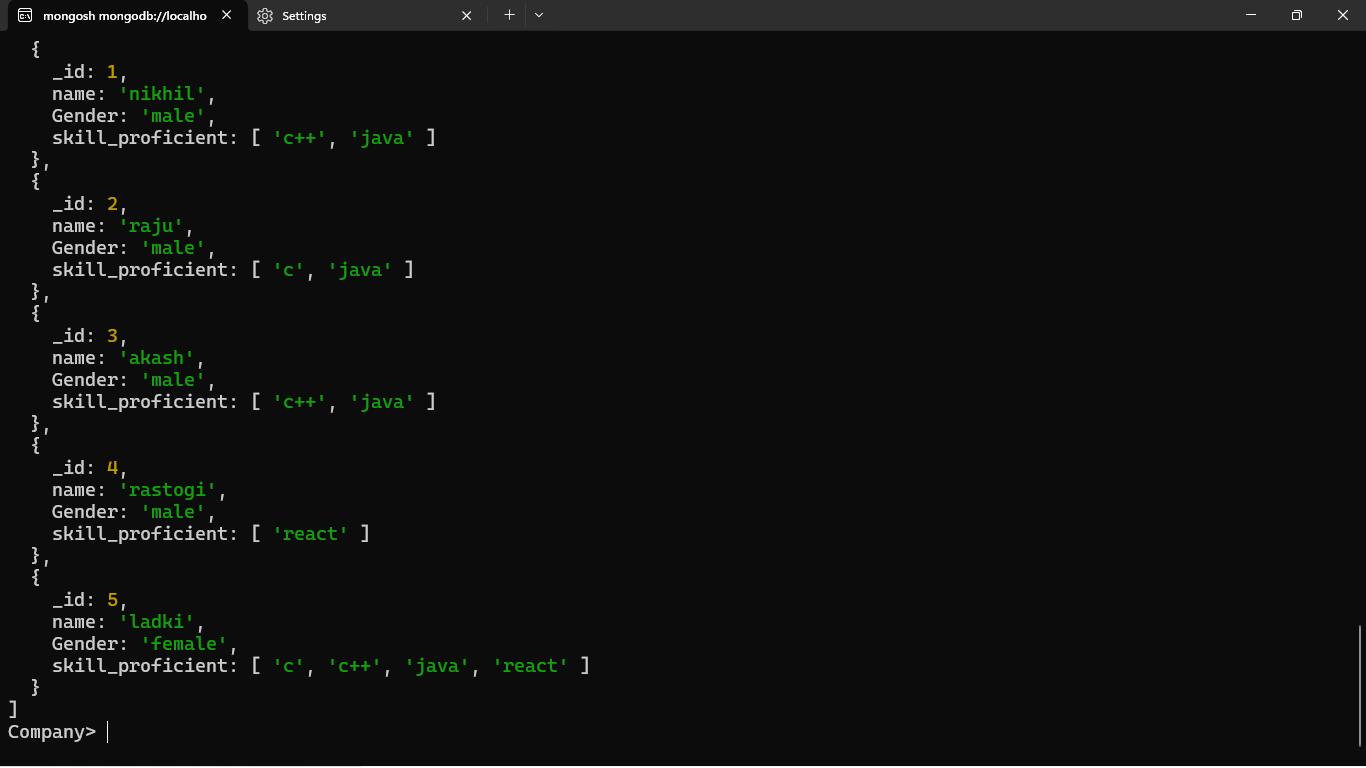 mongosh mongodb://localho
Settings
{
_id: 1,
name: 'nikhil',
Gender: 'male',
skill_proficient: [ 'c++', 'java' ]
},
{
_id: 2,
name: 'raju',
Gender: 'male',
skill_proficient: [ 'c', 'java' ]
},
{
_id: 3,
name: 'akash',
Gender: 'male',
skill_proficient: [ 'c++', 'java' ]
},
{
_id: 4,
name: 'rastogi',
Gender: 'male',
skill_proficient: [ 'react' ]
},
{
_id: 5,
name: 'ladki',
Gender: 'female',
skill_proficient: [ 'c', 'c++', 'java', 'react' ]
}
]
Company>